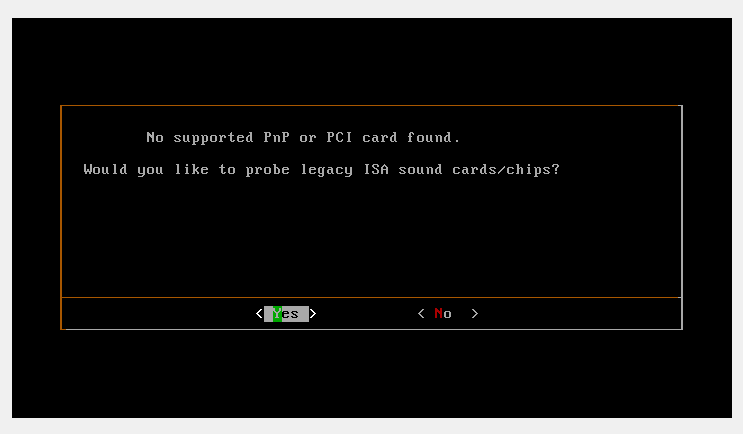 No supported PnP or PCI card found.
Would you like to probe legacy ISA sound cards/chips?
< Yes > < No >